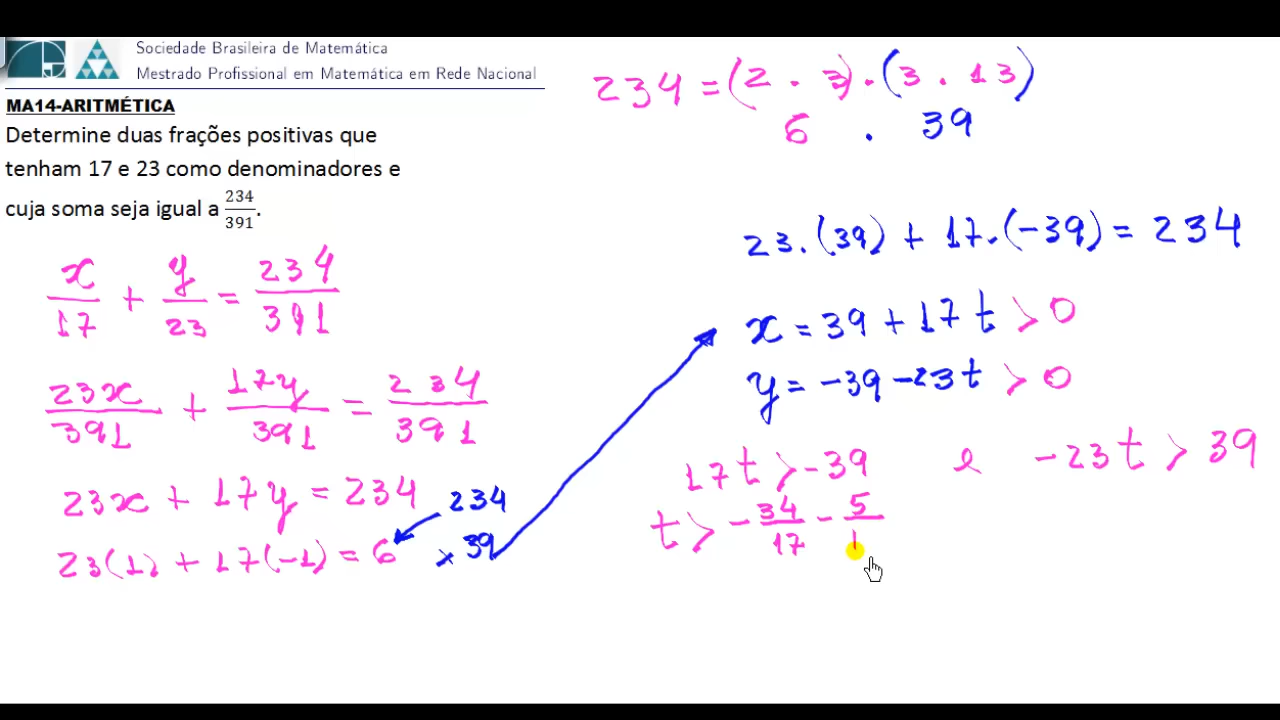 Sociedade Brasileira de Matemática
Mestrado Profissional em Matemática em Rede Nacional
MA14-ARITMÉTICA
Determine duas frações positivas que
tenham 17 e 23 como denominadores e
cuja soma seja igual a 234/391.
x/17 + y/23 = 234/391
23x/391 + 17y/391 = 234/391
23x + 17y = 234
23(1) + 17(-1) = 6
234
x 39
234 = (2 . 3) . (3 . 13)
6 . 39
23.(39) + 17.(-39) = 234
x = 39 + 17t > 0
y = -39 -23t > 0
17t > -39 e -23t > 39
t > -34/17 - 5/1